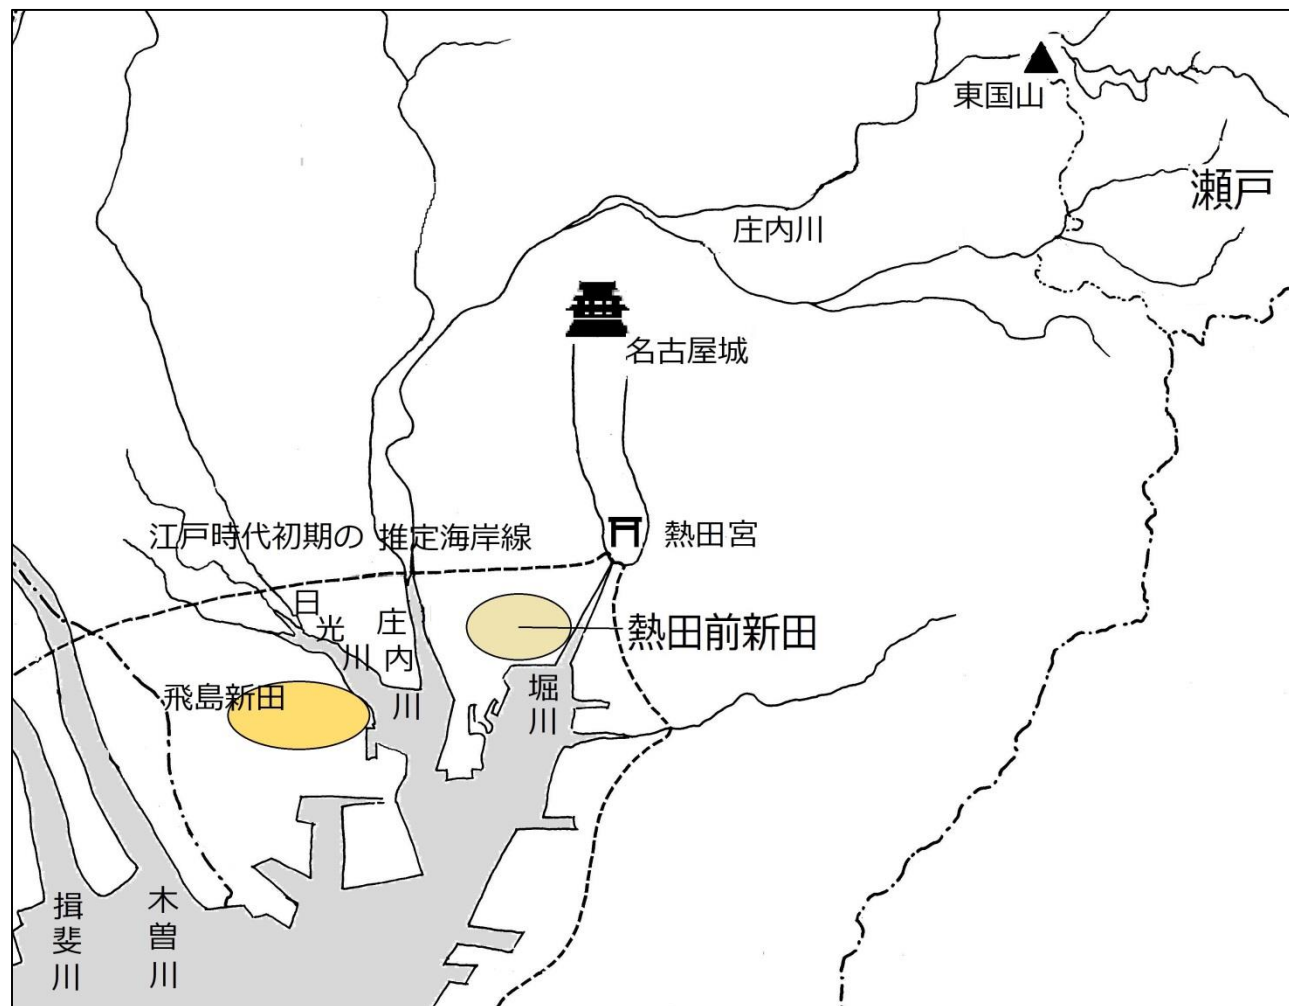 東国山
瀬戸
庄内川
名古屋城
江戸時代初期の 推定海岸線
熱田宮
日光川
庄内川
熱田前新田
飛島新田
堀川
揖斐川
木曽川